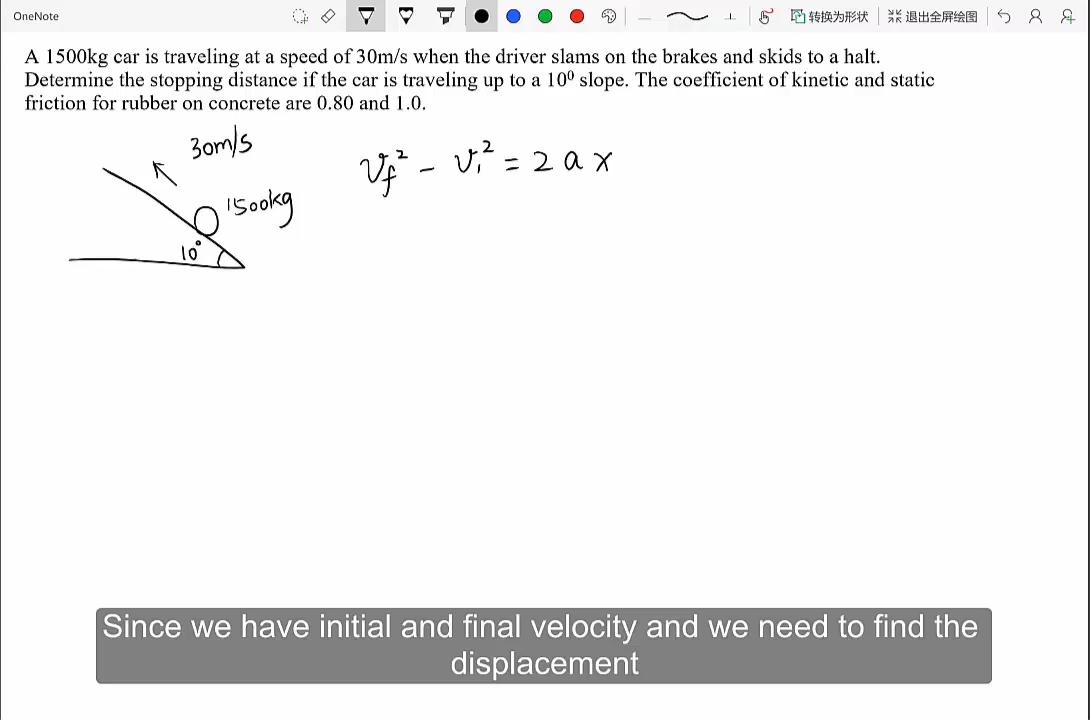 OneNote
转换为形状
退出全屏绘图
A 1500kg car is traveling at a speed of 30m/s when the driver slams on the brakes and skids to a halt.
Determine the stopping distance if the car is traveling up to a 10⁰ slope. The coefficient of kinetic and static
friction for rubber on concrete are 0.80 and 1.0.
30m/s
1500kg
10°
Vf² - Vi² = 2ax
Since we have initial and final velocity and we need to find the
displacement